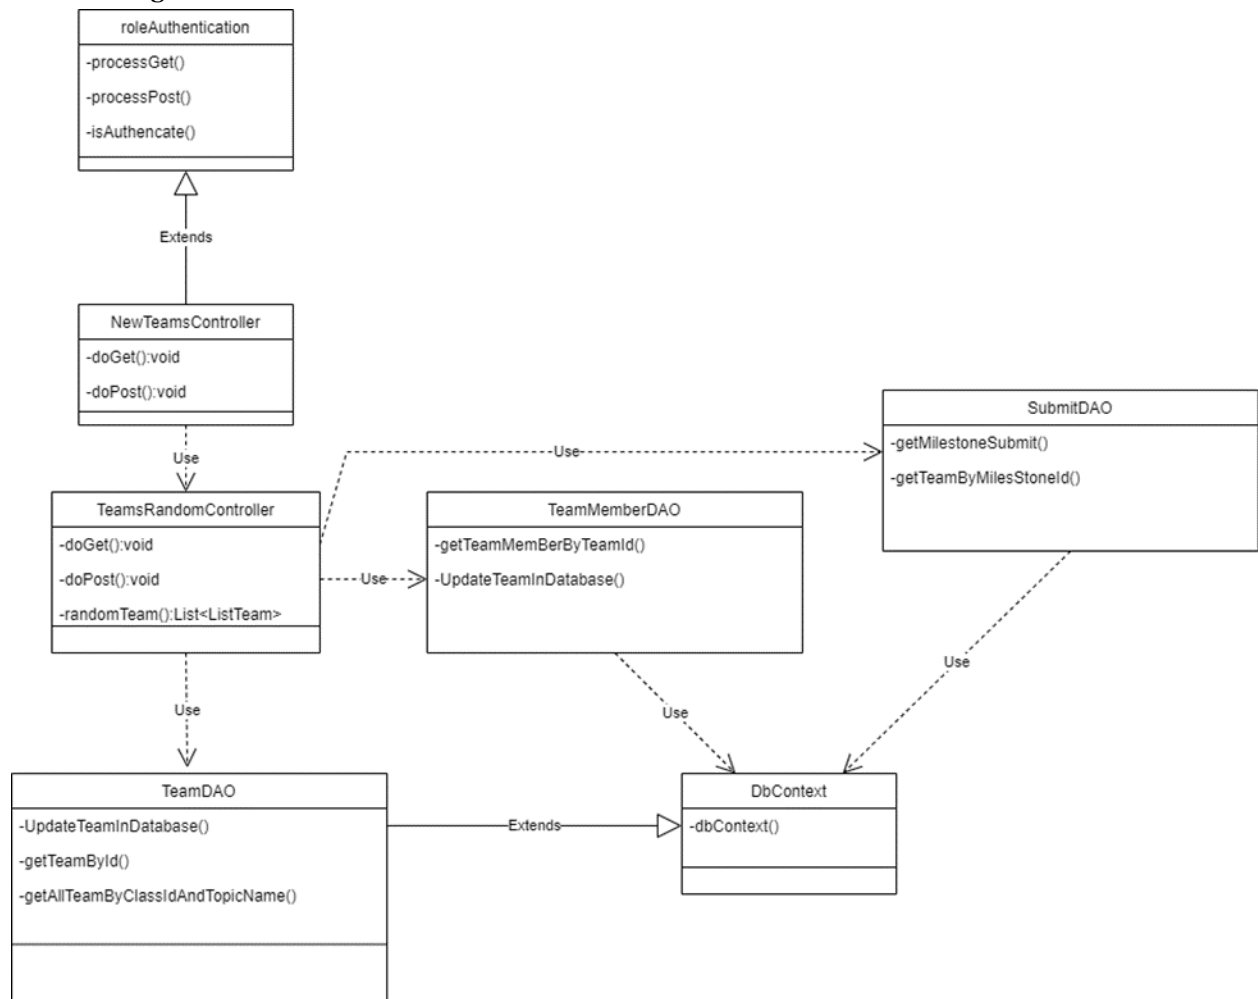 roleAuthentication
-processGet()
-processPost()
-isAuthencate()
Extends
NewTeamsController
-doGet():void
-doPost():void
Use
TeamsRandomController
-doGet():void
-doPost():void
-randomTeam():List<ListTeam>
Use
Use
TeamMemberDAO
-getTeamMemBerByTeamId()
-UpdateTeamInDatabase()
SubmitDAO
-getMilestoneSubmit()
-getTeamByMilesStoneId()
Use
Use
Use
TeamDAO
-UpdateTeamInDatabase()
-getTeamById()
-getAllTeamByClassIdAndTopicName()
Extends
DbContext
-dbContext()